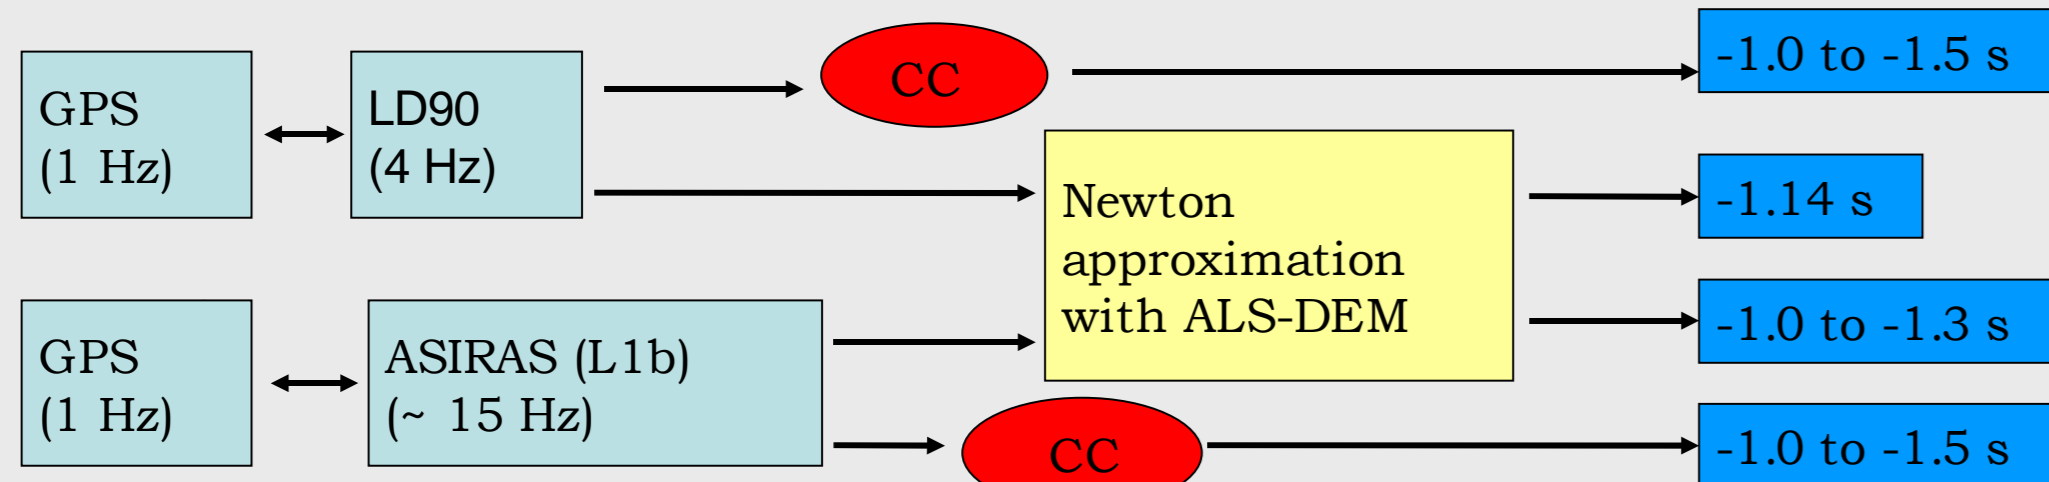 GPS
(1 Hz)
LD90
(4 Hz)
CC
-1.0 to -1.5 s
Newton
approximation
with ALS-DEM
-1.14 s
GPS
(1 Hz)
ASIRAS (L1b)
(~ 15 Hz)
-1.0 to -1.3 s
CC
-1.0 to -1.5 s